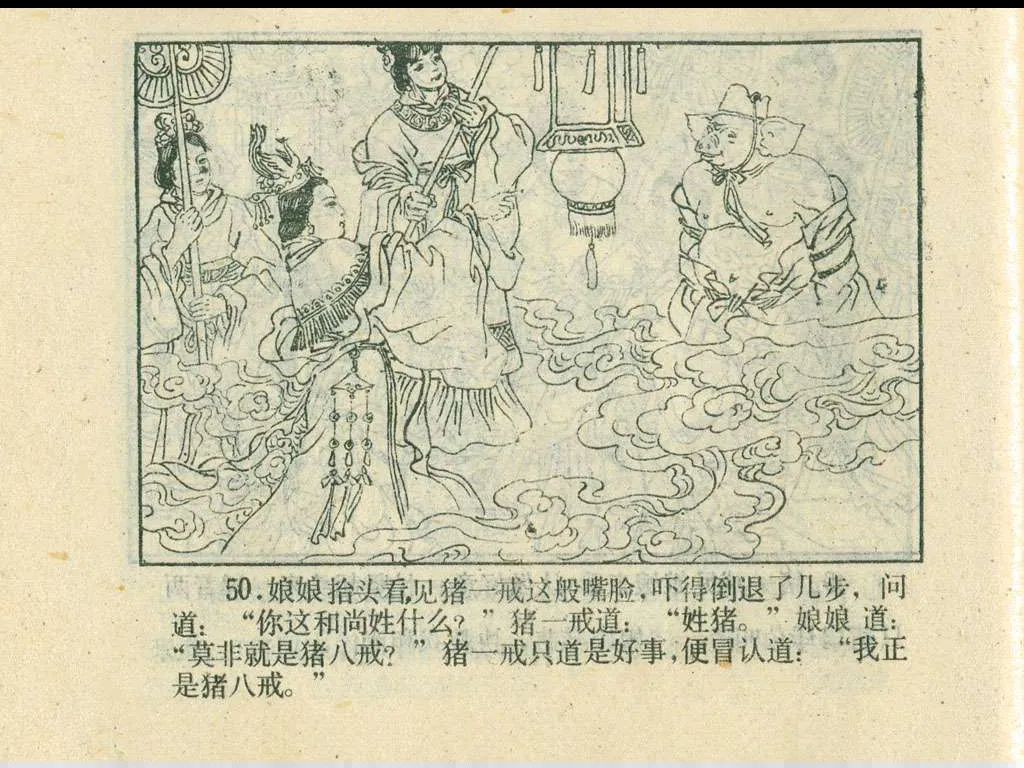 50.娘娘抬头看,见猪一戒这般嘴脸,吓得倒退了几步,问
道:“你这和尚姓什么?”猪一戒道:“姓猪。”娘娘道:
“莫非就是猪八戒?”猪一戒只道是好事,便冒认道:“我正
是猪八戒。”